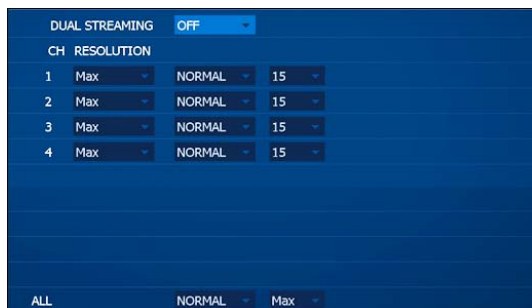 DUAL STREAMING OFF
CH RESOLUTION
1 Max NORMAL 15
2 Max NORMAL 15
3 Max NORMAL 15
4 Max NORMAL 15
ALL NORMAL Max